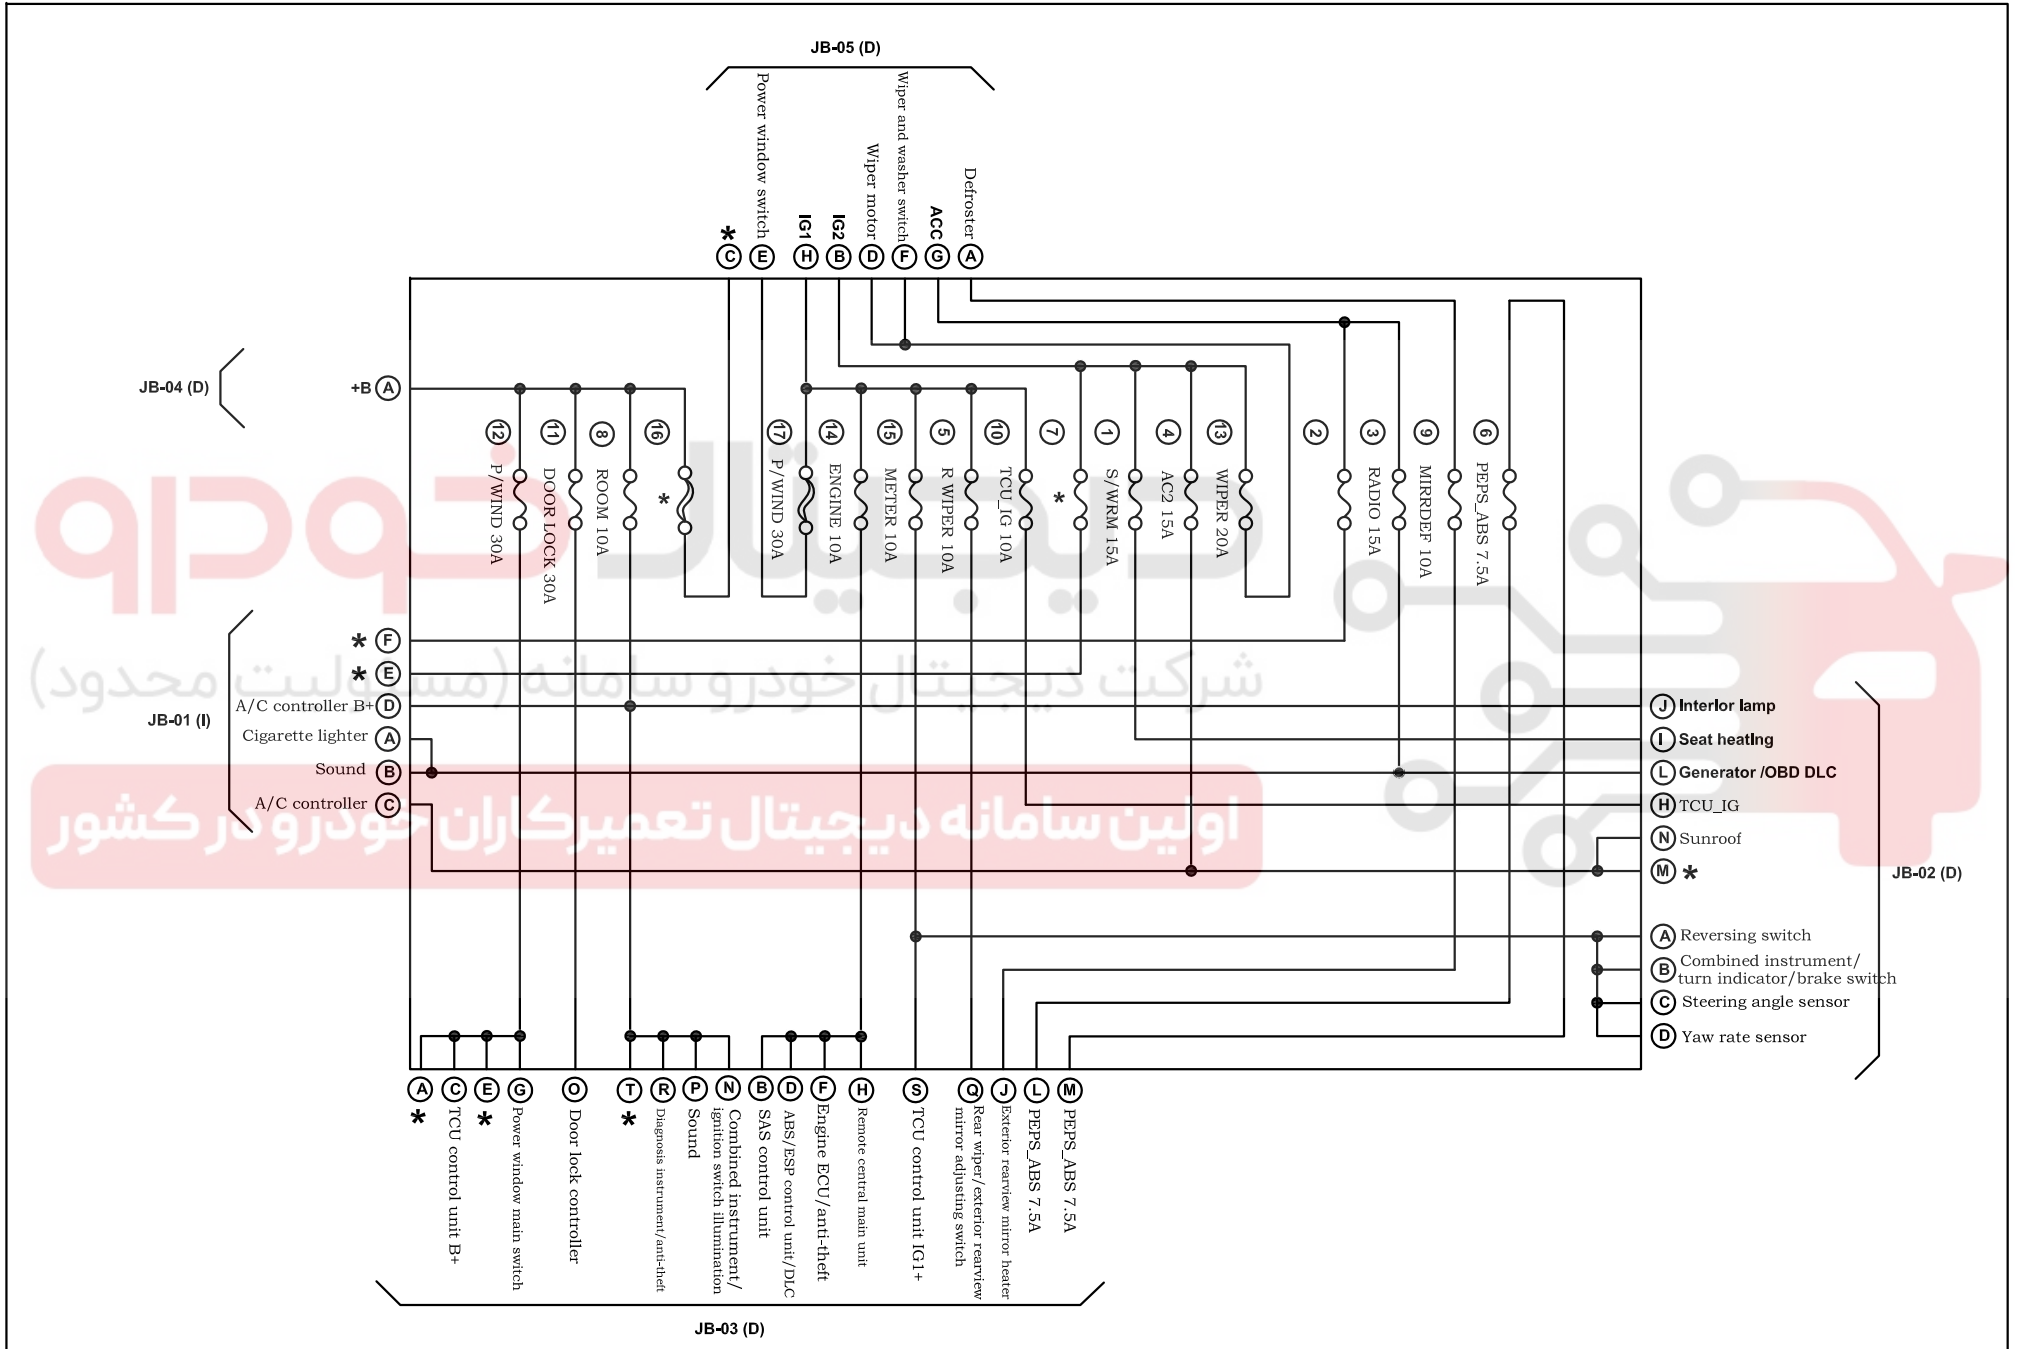 JB-05 (D)
Power window switch
IG1
IG2
Wiper motor
Wiper and washer switch
ACC
Defroster
*
C
E
H
B
D
F
G
A
JB-04 (D)
+B
A
12
11
8
16
17
14
15
5
10
7
1
4
13
2
3
9
6
P/WIND 30A
DOOR LOCK 30A
ROOM 10A
*
P/WIND 30A
ENGINE 10A
METER 10A
R WIPER 10A
TCU_IG 10A
*
S/WRM 15A
AC2 15A
WIPER 20A
RADIO 15A
MIRRDEF 10A
PEPS_ABS 7.5A
دیجیتال خودرو
شرکت دیجیتال خودرو سامانه (مسئولیت محدود)
اولین سامانه دیجیتال تعمیرکاران خودرو در کشور
JB-01 (I)
* F
* E
A/C controller B+ D
Cigarette lighter A
Sound B
A/C controller C
J Interior lamp
I Seat heating
L Generator /OBD DLC
H TCU_IG
N Sunroof
M *
JB-02 (D)
A Reversing switch
B Combined instrument/
turn indicator/brake switch
C Steering angle sensor
D Yaw rate sensor
A
C
E
G
O
T
R
P
N
B
D
F
H
S
Q
J
L
M
*
TCU control unit B+
*
Power window main switch
Door lock controller
*
Diagnosis instrument/anti-theft
Sound
Combined instrument/
ignition switch illumination
SAS control unit
ABS/ESP control unit/DLC
Engine ECU/anti-theft
Remote central main unit
TCU control unit IG1+
Rear wiper/exterior rearview
mirror adjusting switch
Exterior rearview mirror heater
PEPS_ABS 7.5A
PEPS_ABS 7.5A
JB-03 (D)